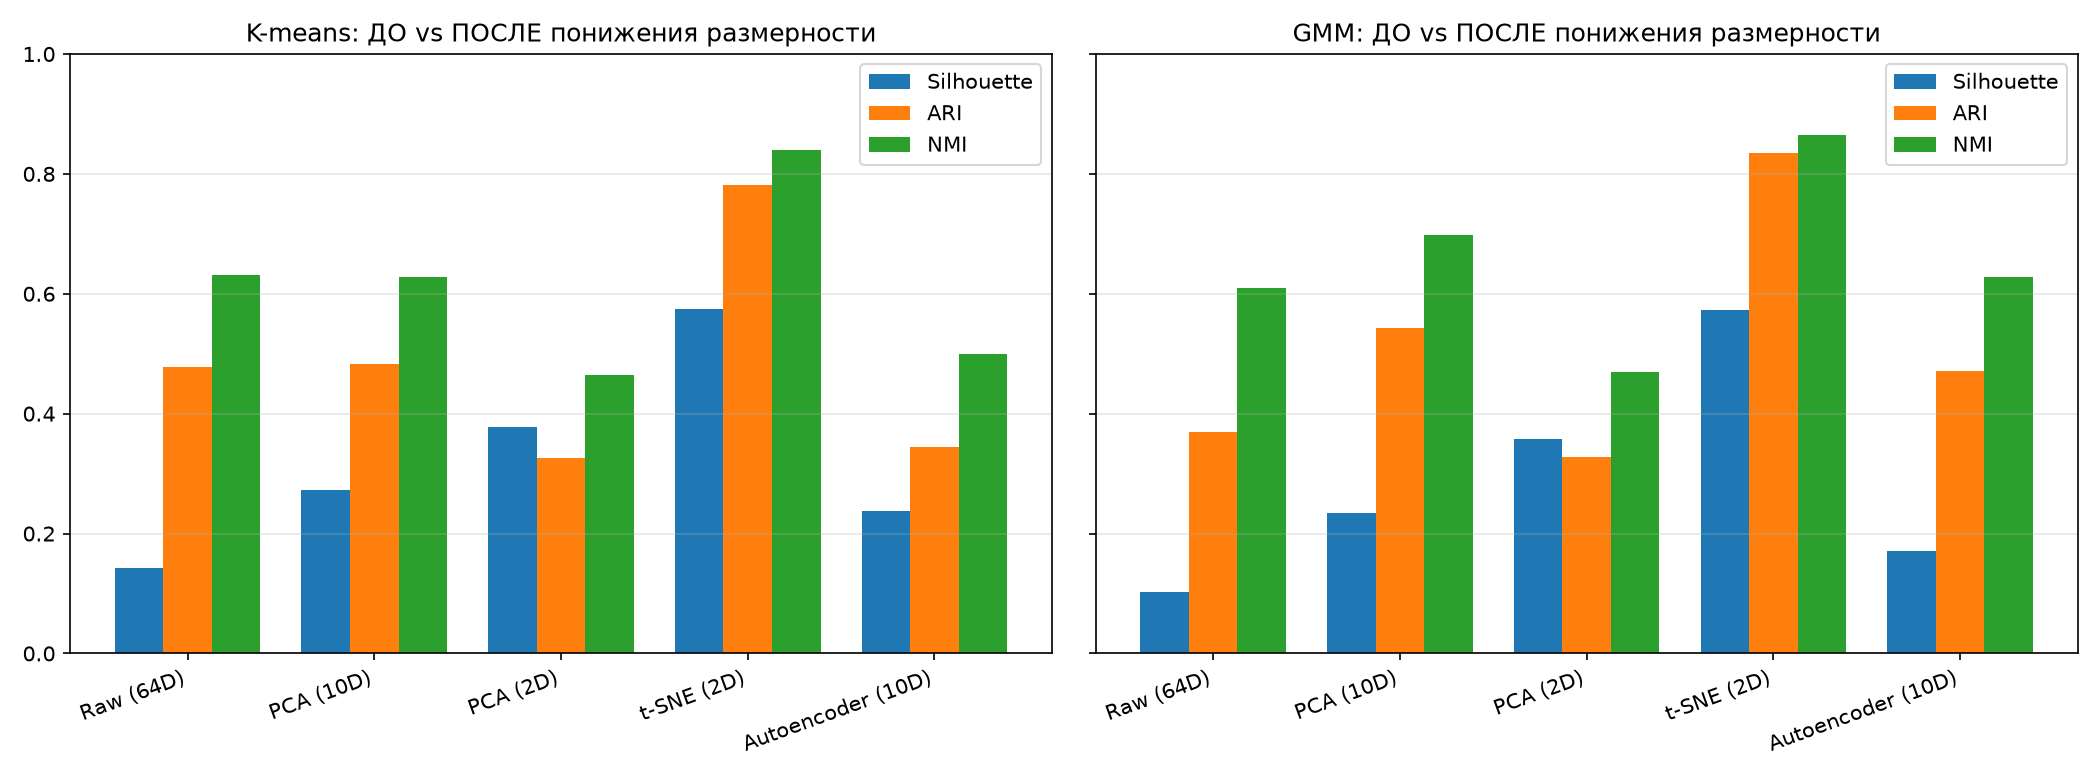 K-means: ДО vs ПОСЛЕ понижения размерности
1.0
0.8
0.6
0.4
0.2
0.0
Silhouette
ARI
NMI
Raw (64D)
PCA (10D)
PCA (2D)
t-SNE (2D)
Autoencoder (10D)
GMM: ДО vs ПОСЛЕ понижения размерности
Silhouette
ARI
NMI
Raw (64D)
PCA (10D)
PCA (2D)
t-SNE (2D)
Autoencoder (10D)